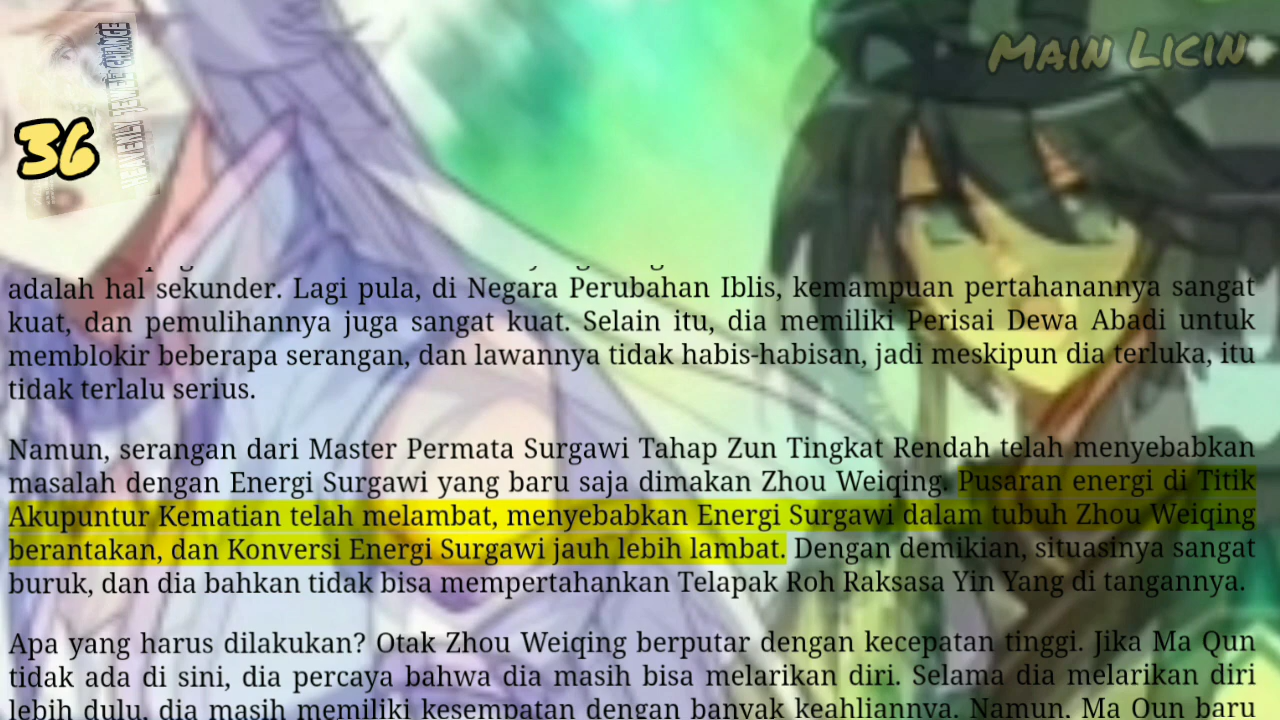 Main Licin
36
adalah hal sekunder. Lagi pula, di Negara Perubahan Iblis, kemampuan pertahanannya sangat
kuat, dan pemulihannya juga sangat kuat. Selain itu, dia memiliki Perisai Dewa Abadi untuk
memblokir beberapa serangan, dan lawannya tidak habis-habisan, jadi meskipun dia terluka, itu
tidak terlalu serius.
Namun, serangan dari Master Permata Surgawi Tahap Zun Tingkat Rendah telah menyebabkan
masalah dengan Energi Surgawi yang baru saja dimakan Zhou Weiqing. Pusaran energi di Titik
Akupuntur Kematian telah melambat, menyebabkan Energi Surgawi dalam tubuh Zhou Weiqing
berantakan, dan Konversi Energi Surgawi jauh lebih lambat. Dengan demikian, situasinya sangat
buruk, dan dia bahkan tidak bisa mempertahankan Telapak Roh Raksasa Yin Yang di tangannya.
Apa yang harus dilakukan? Otak Zhou Weiqing berputar dengan kecepatan tinggi. Jika Ma Qun
tidak ada di sini, dia percaya bahwa dia masih bisa melarikan diri. Selama dia melarikan diri
lebih dulu, dia masih memiliki kesempatan dengan banyak keahliannya. Namun, Ma Qun baru